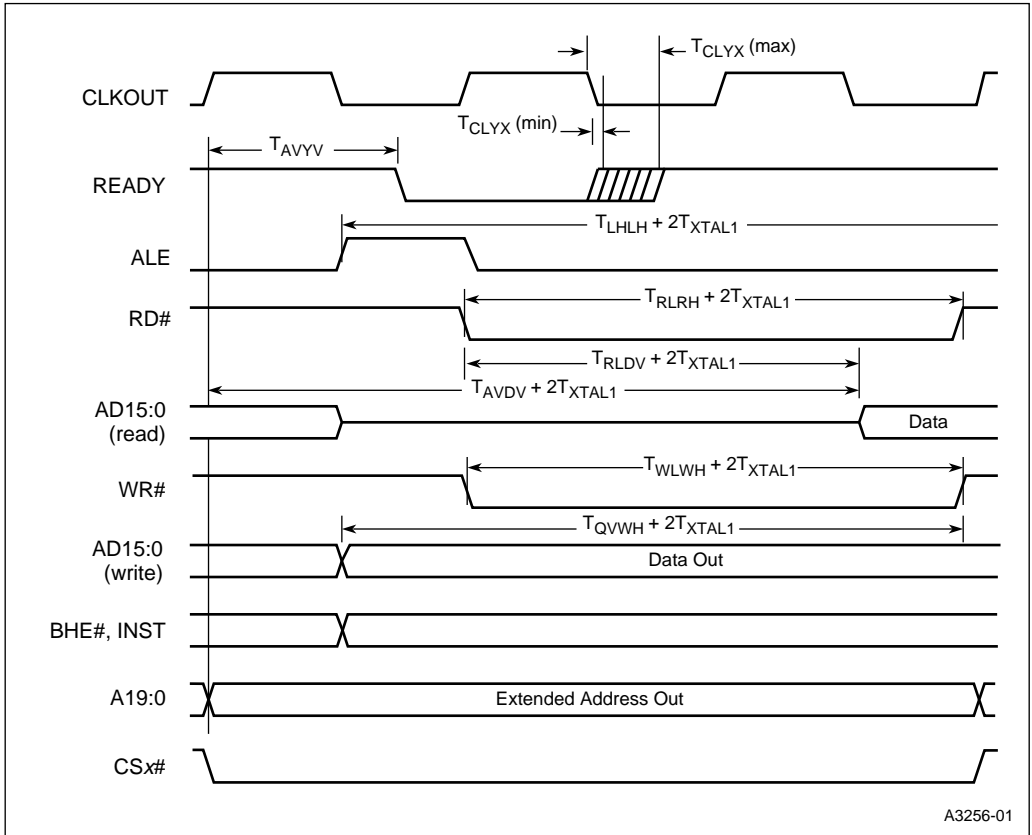 T_CLYX (max)
CLKOUT
T_CLYX (min)
T_AVYV
READY
T_LHLH + 2T_XTAL1
ALE
T_RLRH + 2T_XTAL1
RD#
T_RLDV + 2T_XTAL1
T_AVDV + 2T_XTAL1
AD15:0
(read)
Data
T_WLWH + 2T_XTAL1
WR#
T_QVWH + 2T_XTAL1
AD15:0
(write)
Data Out
BHE#, INST
A19:0
Extended Address Out
CSx#
A3256-01